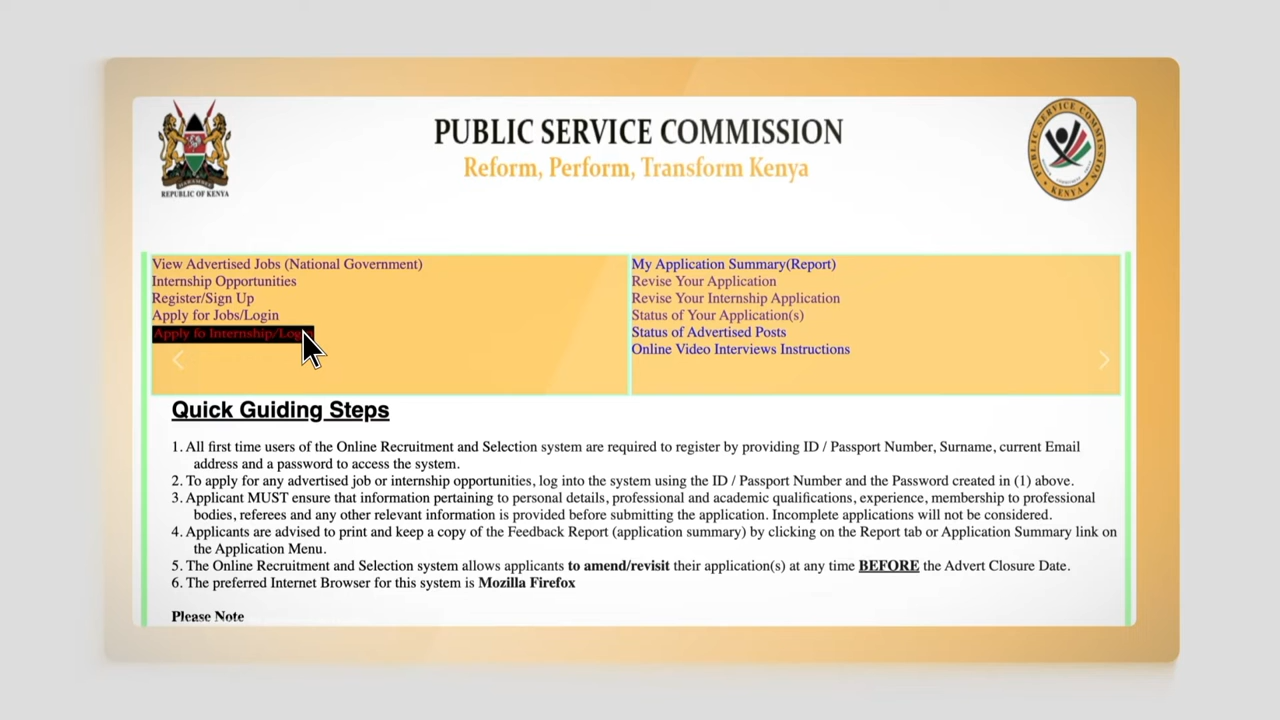 PUBLIC SERVICE COMMISSION
Reform, Perform, Transform Kenya
REPUBLIC OF KENYA
PUBLIC SERVICE COMMISSION
KENYA
View Advertised Jobs (National Government)
Internship Opportunities
Register/Sign Up
Apply for Jobs/Login
Apply fo Internship/Login
My Application Summary(Report)
Revise Your Application
Revise Your Internship Application
Status of Your Application(s)
Status of Advertised Posts
Online Video Interviews Instructions
Quick Guiding Steps
1. All first time users of the Online Recruitment and Selection system are required to register by providing ID / Passport Number, Surname, current Email
address and a password to access the system.
2. To apply for any advertised job or internship opportunities, log into the system using the ID / Passport Number and the Password created in (1) above.
3. Applicant MUST ensure that information pertaining to personal details, professional and academic qualifications, experience, membership to professional
bodies, referees and any other relevant information is provided before submitting the application. Incomplete applications will not be considered.
4. Applicants are advised to print and keep a copy of the Feedback Report (application summary) by clicking on the Report tab or Application Summary link on
the Application Menu.
5. The Online Recruitment and Selection system allows applicants to amend/revisit their application(s) at any time BEFORE the Advert Closure Date.
6. The preferred Internet Browser for this system is Mozilla Firefox
Please Note